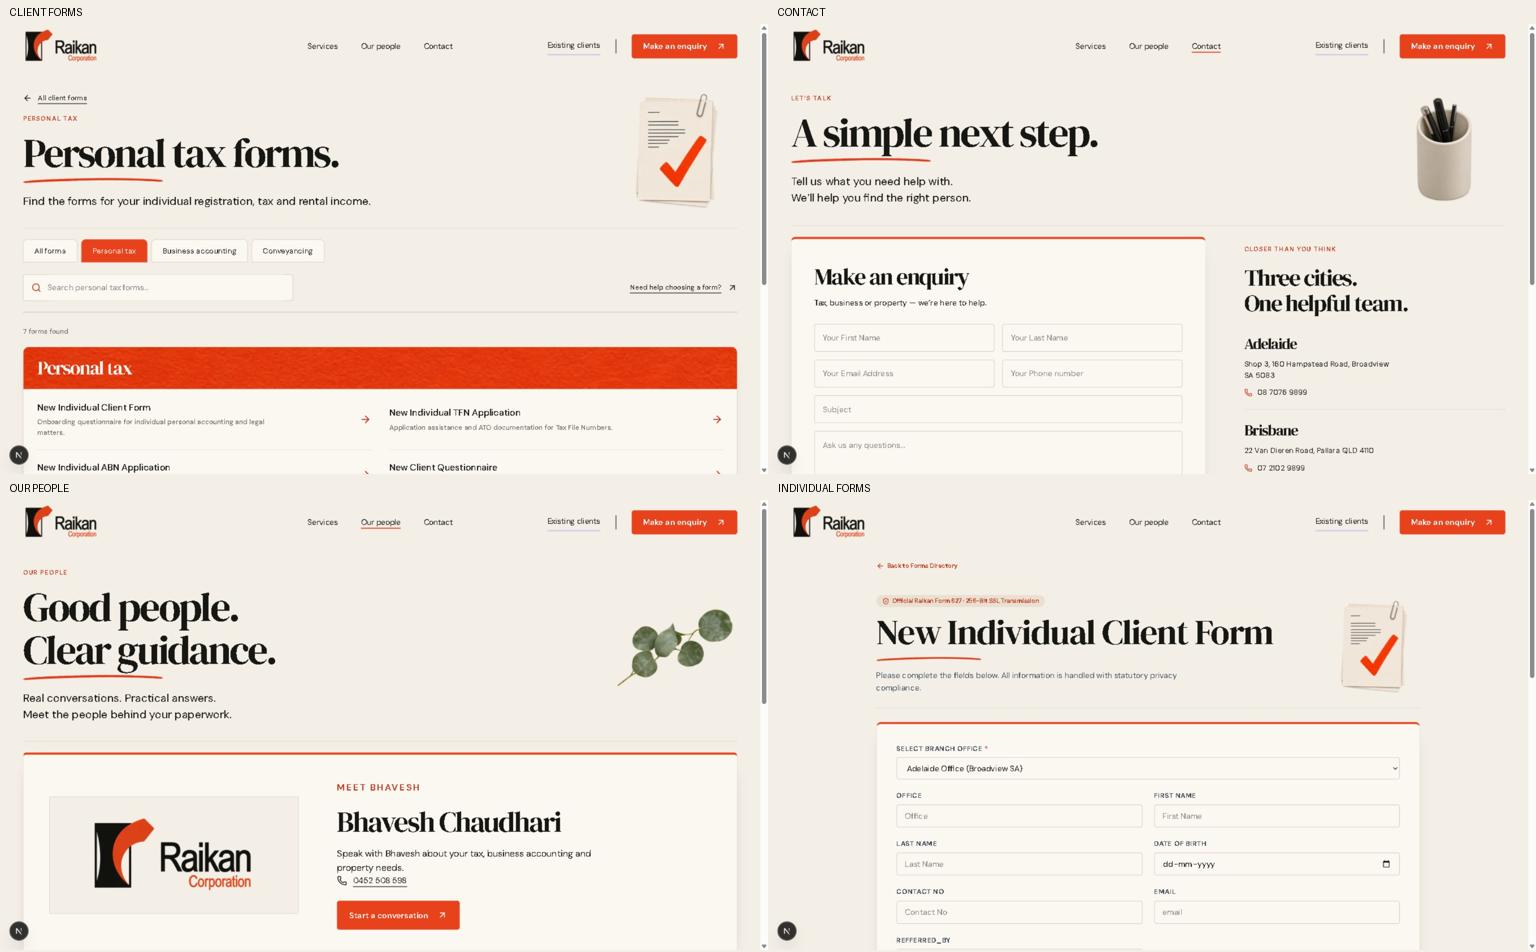 CLIENT FORMS
Raikan
Corporation
Services
Our people
Contact
Existing clients
Make an enquiry
All client forms
PERSONAL TAX
Personal tax forms.
Find the forms for your individual registration, tax and rental income.
All forms
Personal tax
Business accounting
Conveyancing
Search personal tax forms...
Need help choosing a form?
7 forms found
Personal tax
New Individual Client Form
Onboarding questionnaire for individual personal accounting and legal
matters.
New Individual TFN Application
Application assistance and ATO documentation for Tax File Numbers.
New Individual ABN Application
New Client Questionnaire
N
CONTACT
Raikan
Corporation
Services
Our people
Contact
Existing clients
Make an enquiry
LET'S TALK
A simple next step.
Tell us what you need help with.
We'll help you find the right person.
Make an enquiry
Tax, business or property — we're here to help.
Your First Name
Your Last Name
Your Email Address
Your Phone number
Subject
Ask us any questions...
CLOSER THAN YOU THINK
Three cities.
One helpful team.
Adelaide
Shop 3, 160 Hampstead Road, Broadview
SA 5083
08 7076 9899
Brisbane
22 Van Dieren Road, Pallara QLD 4110
07 2102 9899
N
OUR PEOPLE
Raikan
Corporation
Services
Our people
Contact
Existing clients
Make an enquiry
OUR PEOPLE
Good people.
Clear guidance.
Real conversations. Practical answers.
Meet the people behind your paperwork.
Raikan
Corporation
MEET BHAVESH
Bhavesh Chaudhari
Speak with Bhavesh about your tax, business accounting and
property needs.
0452 508 598
Start a conversation
N
INDIVIDUAL FORMS
Raikan
Corporation
Services
Our people
Contact
Existing clients
Make an enquiry
Back to Forms Directory
Official Raikan Form 627 · 256-Bit SSL Transmission
New Individual Client Form
Please complete the fields below. All information is handled with statutory privacy
compliance.
SELECT BRANCH OFFICE *
Adelaide Office (Broadview SA)
OFFICE
Office
FIRST NAME
First Name
LAST NAME
Last Name
DATE OF BIRTH
dd-mm-yyyy
CONTACT NO
Contact No
EMAIL
email
REFFERRED_BY
N